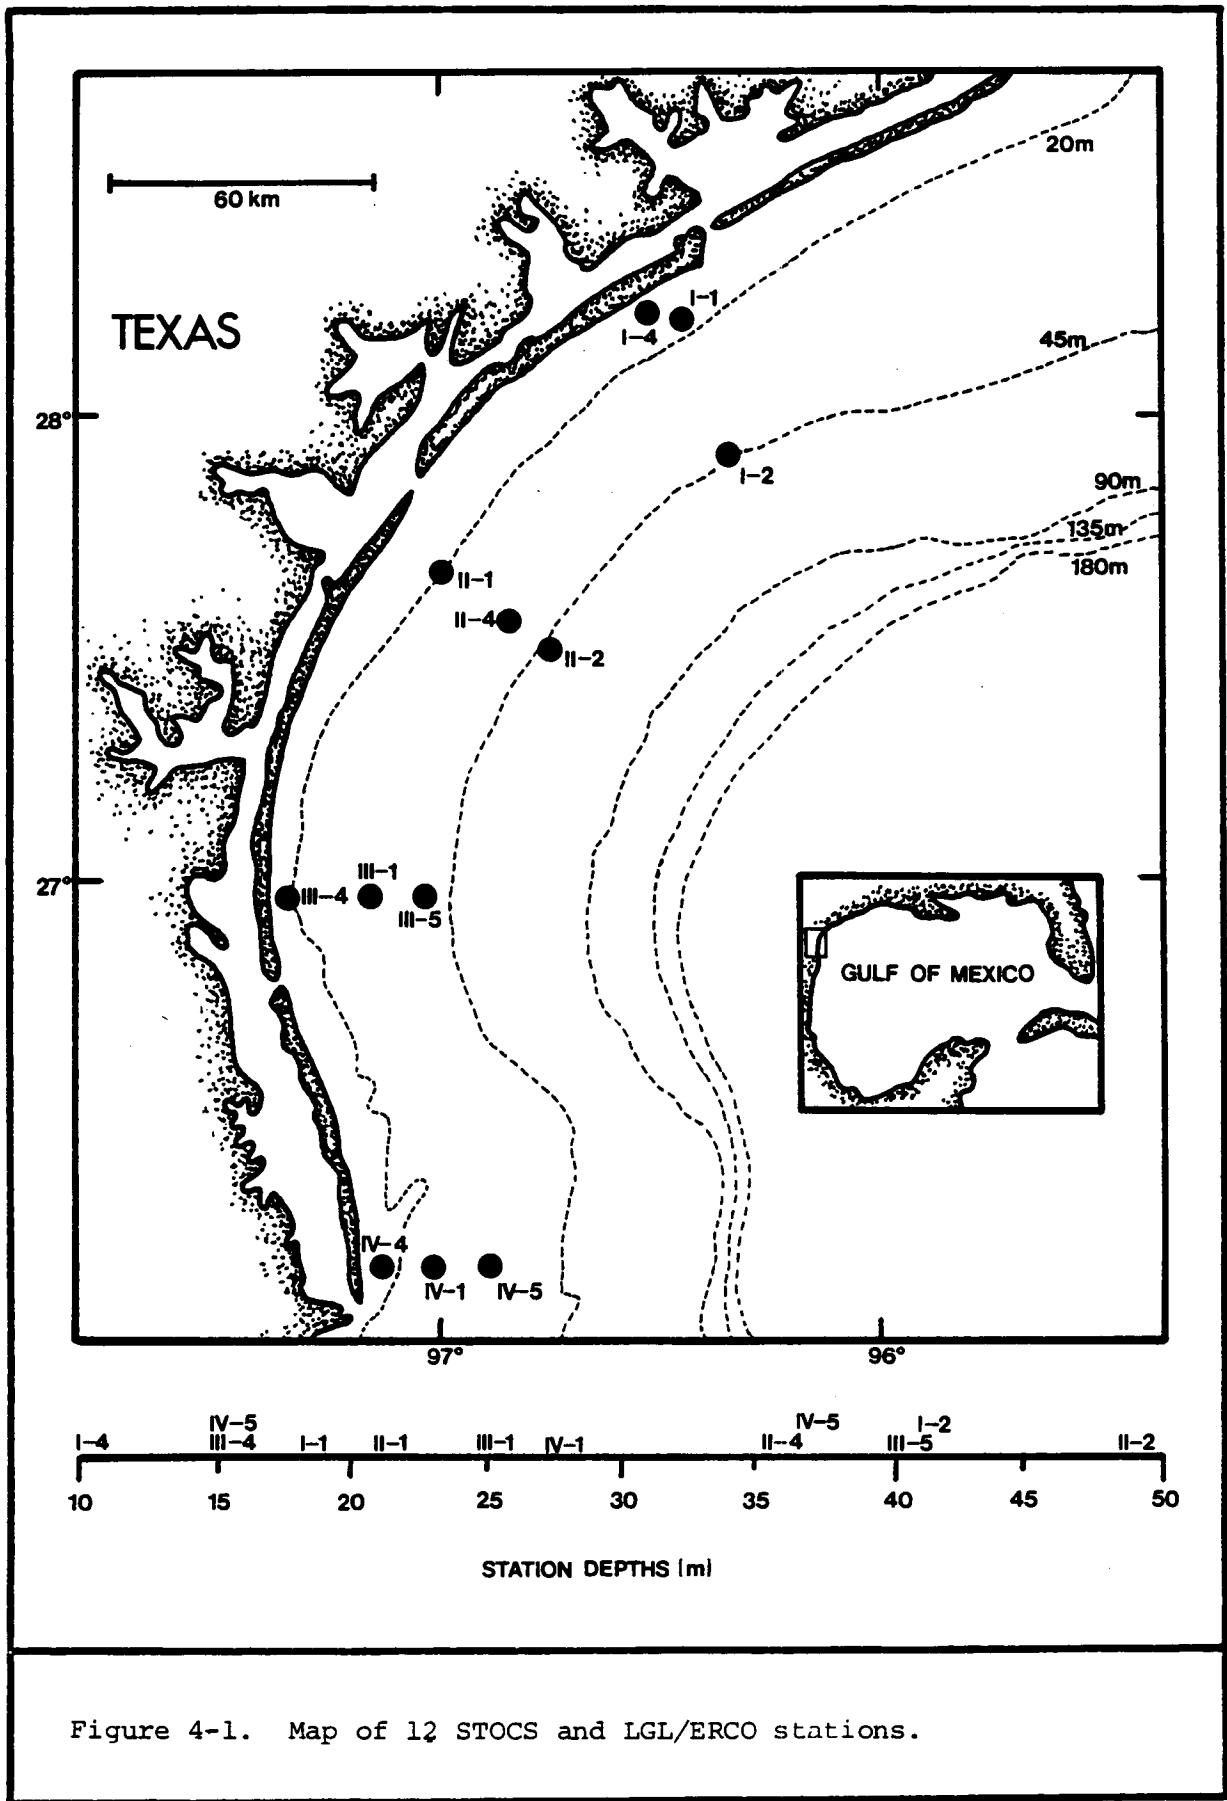 20m
60 km
I-1
TEXAS
I-4
45m
28°
I-2
90m
135m
180m
II-1
II-4
II-2
27°
III-1
III-4
III-5
GULF OF MEXICO
IV-4
IV-1
IV-5
97°
96°
IV-5 IV-5 I-2
I-4 III-4 I-1 II-1 III-1 IV-1 II-4 III-5 II-2
10 15 20 25 30 35 40 45 50
STATION DEPTHS (m)
Figure 4-1. Map of 12 STOCS and LGL/ERCO stations.